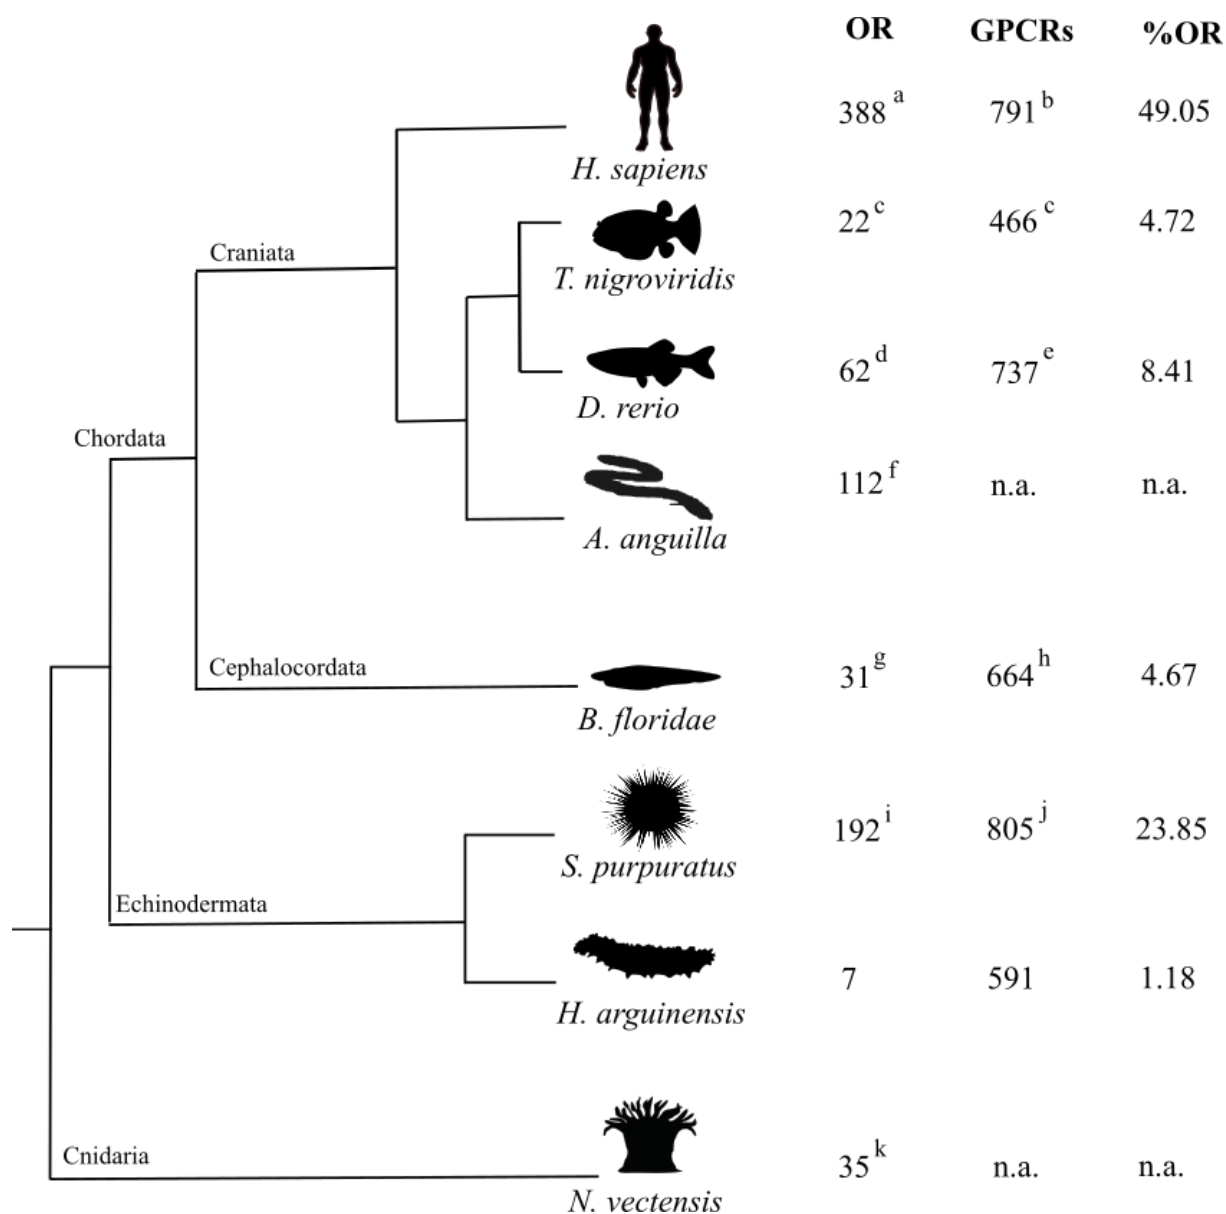 OR GPCRs %OR
388 a 791 b 49.05
H. sapiens
22 c 466 c 4.72
Craniata
T. nigroviridis
62 d 737 e 8.41
D. rerio
Chordata
112 f n.a. n.a.
A. anguilla
Cephalocordata
31 g 664 h 4.67
B. floridae
192 i 805 j 23.85
S. purpuratus
Echinodermata
7 591 1.18
H. arguinensis
Cnidaria
35 k n.a. n.a.
N. vectensis